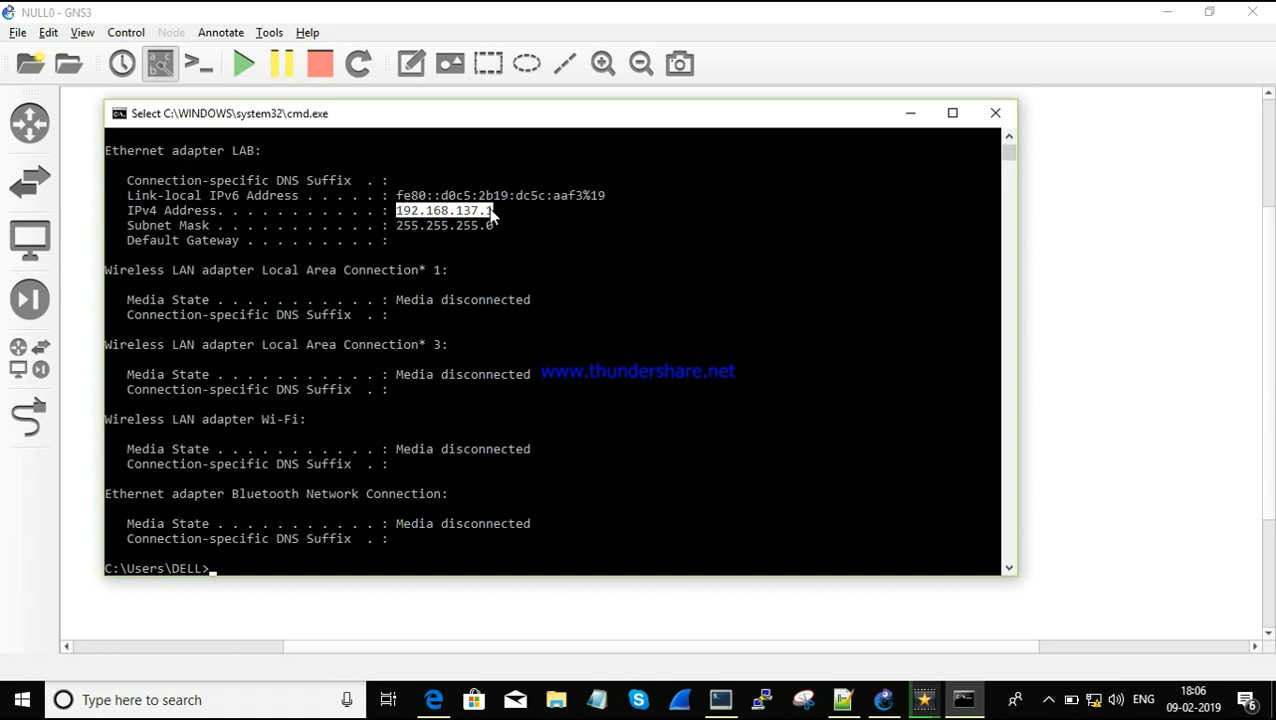 NULL0 - GNS3
File Edit View Control Node Annotate Tools Help
Select C:\WINDOWS\system32\cmd.exe
Ethernet adapter LAB:
Connection-specific DNS Suffix . :
Link-local IPv6 Address . . . . . : fe80::d0c5:2b19:dc5c:aaf3%19
IPv4 Address. . . . . . . . . . . : 192.168.137.1
Subnet Mask . . . . . . . . . . . : 255.255.255.0
Default Gateway . . . . . . . . . :
Wireless LAN adapter Local Area Connection* 1:
Media State . . . . . . . . . . . : Media disconnected
Connection-specific DNS Suffix . :
Wireless LAN adapter Local Area Connection* 3:
Media State . . . . . . . . . . . : Media disconnected
www.thundershare.net
Connection-specific DNS Suffix . :
Wireless LAN adapter Wi-Fi:
Media State . . . . . . . . . . . : Media disconnected
Connection-specific DNS Suffix . :
Ethernet adapter Bluetooth Network Connection:
Media State . . . . . . . . . . . : Media disconnected
Connection-specific DNS Suffix . :
C:\Users\DELL>
Type here to search
ENG
18:06
09-02-2019
6